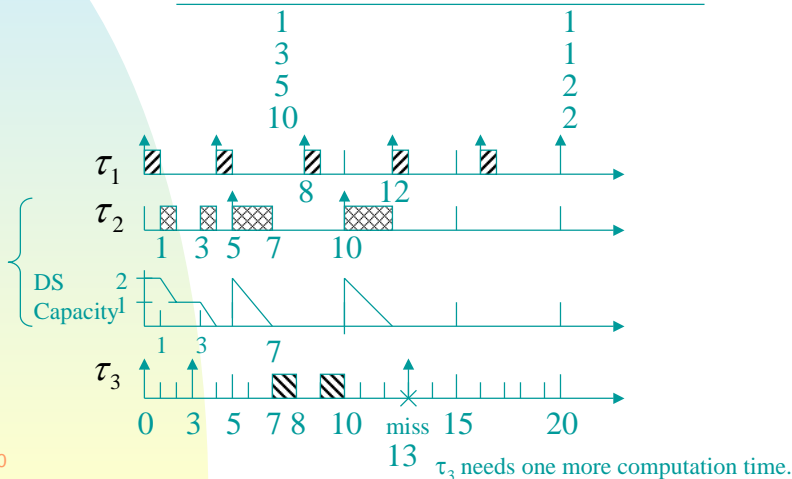 1 1
3 1
5 2
10 2
τ1
8 12
τ2
1 3 5 7 10
DS 2
Capacity 1
1 3 7
τ3
0 3 5 7 8 10 miss 15 20
13 τ3 needs one more computation time.
0